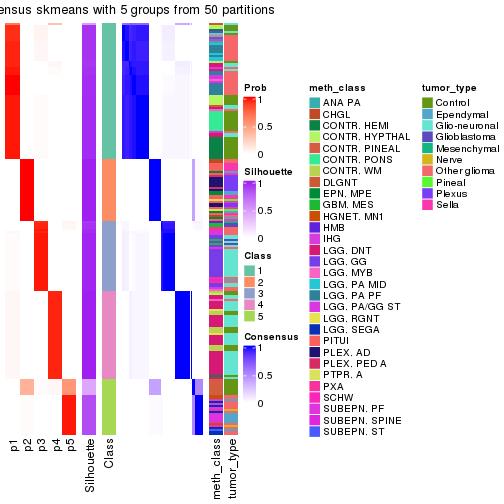 ensus skmeans with 5 groups from 50 partitions
Prob
1
0.5
0
Silhouette
1
0.5
0
Class
1
2
3
4
5
Consensus
1
0.5
0
meth_class
ANA PA
CHGL
CONTR. HEMI
CONTR. HYPTHAL
CONTR. PINEAL
CONTR. PONS
CONTR. WM
DLGNT
EPN. MPE
GBM. MES
HGNET. MN1
HMB
IHG
LGG. DNT
LGG. GG
LGG. MYB
LGG. PA MID
LGG. PA PF
LGG. PA/GG ST
LGG. RGNT
LGG. SEGA
PITUI
PLEX. AD
PLEX. PED A
PTPR. A
PXA
SCHW
SUBEPN. PF
SUBEPN. SPINE
SUBEPN. ST
tumor_type
Control
Ependymal
Glio-neuronal
Glioblastoma
Mesenchymal
Nerve
Other glioma
Pineal
Plexus
Sella
p1
p2
p3
p4
p5
Silhouette
Class
meth_class
tumor_type